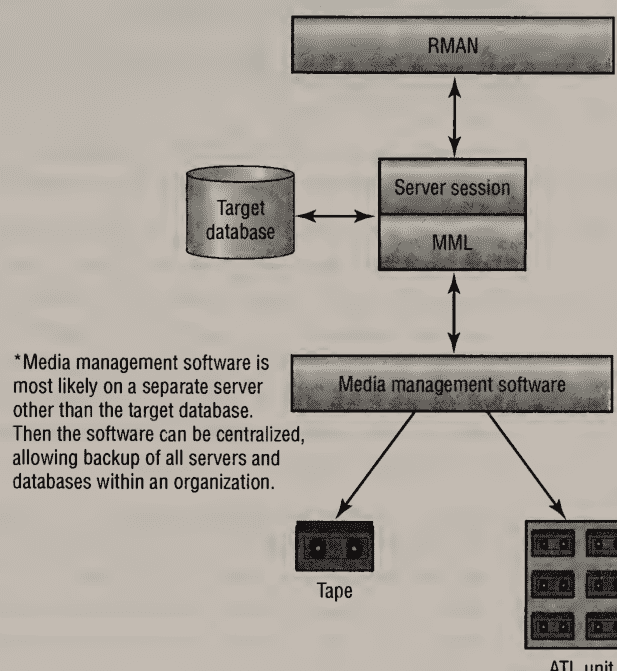 RMAN
Server session
Target
database
MML
*Media management software is
most likely on a separate server
other than the target database.
Then the software can be centralized,
allowing backup of all servers and
databases within an organization.
Media management software
Tape
ATL unit